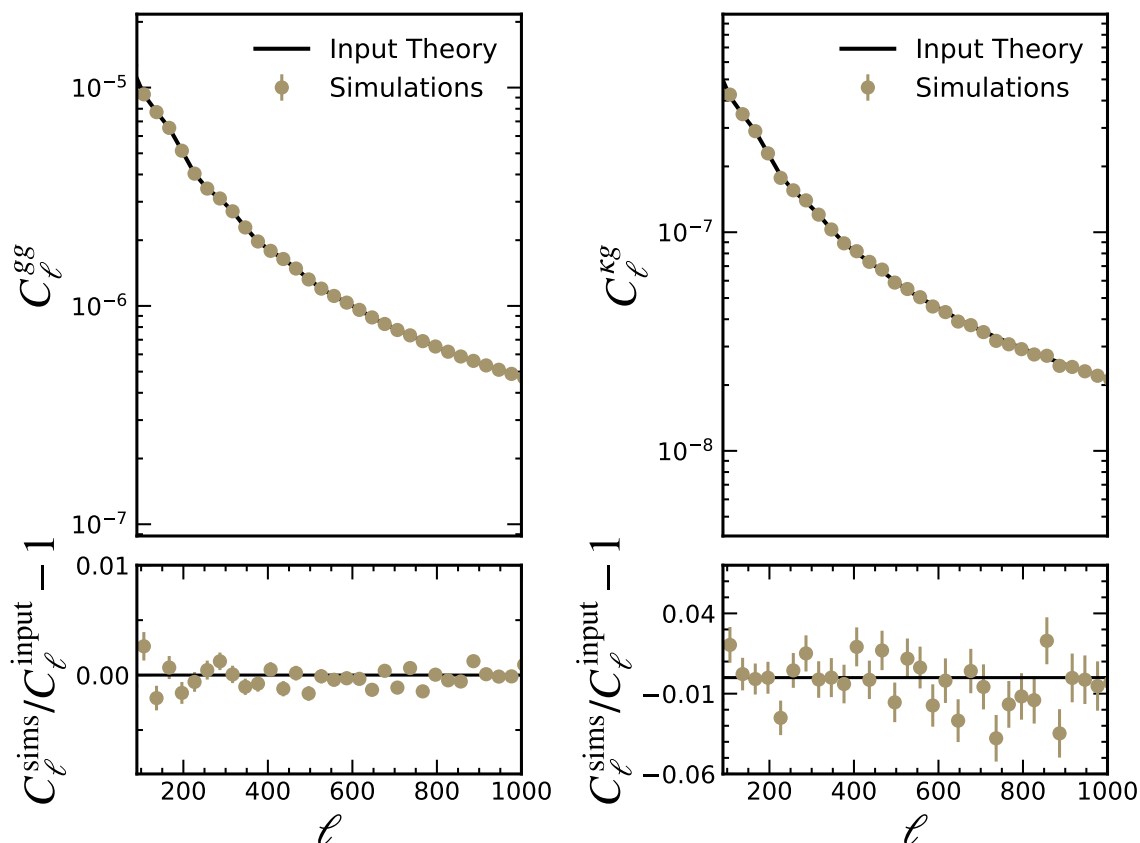 Input Theory
Simulations
10⁻⁵
10⁻⁶
10⁻⁷
C_ℓ^{gg}
0.01
0.00
C_ℓ^{sims}/C_ℓ^{input} − 1
200 400 600 800 1000
ℓ
Input Theory
Simulations
10⁻⁷
10⁻⁸
C_ℓ^{κg}
0.04
−0.01
−0.06
C_ℓ^{sims}/C_ℓ^{input} − 1
200 400 600 800 1000
ℓ